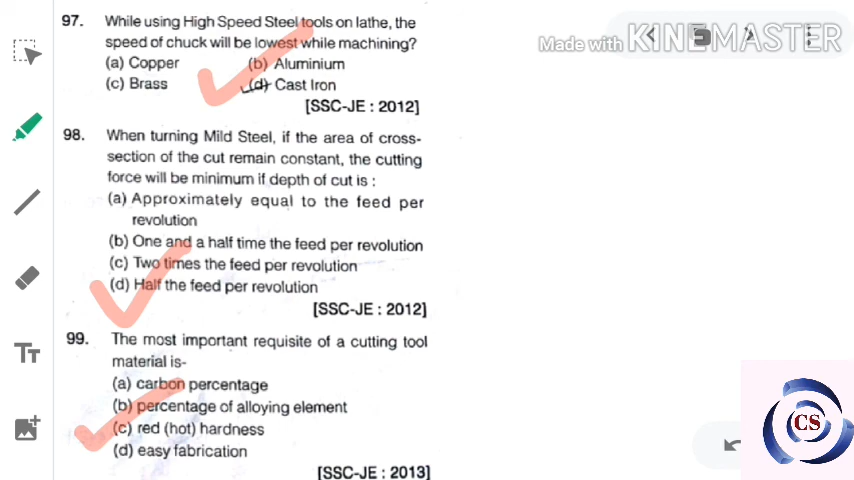 97. While using High Speed Steel tools on lathe, the
speed of chuck will be lowest while machining?
(a) Copper (b) Aluminium
(c) Brass (d) Cast Iron
[SSC-JE : 2012]
Made with KINEMASTER
98. When turning Mild Steel, if the area of cross-
section of the cut remain constant, the cutting
force will be minimum if depth of cut is :
(a) Approximately equal to the feed per
revolution
(b) One and a half time the feed per revolution
(c) Two times the feed per revolution
(d) Half the feed per revolution
[SSC-JE : 2012]
99. The most important requisite of a cutting tool
material is-
(a) carbon percentage
(b) percentage of alloying element
(c) red (hot) hardness
(d) easy fabrication
[SSC-JE : 2013]
TT
CS